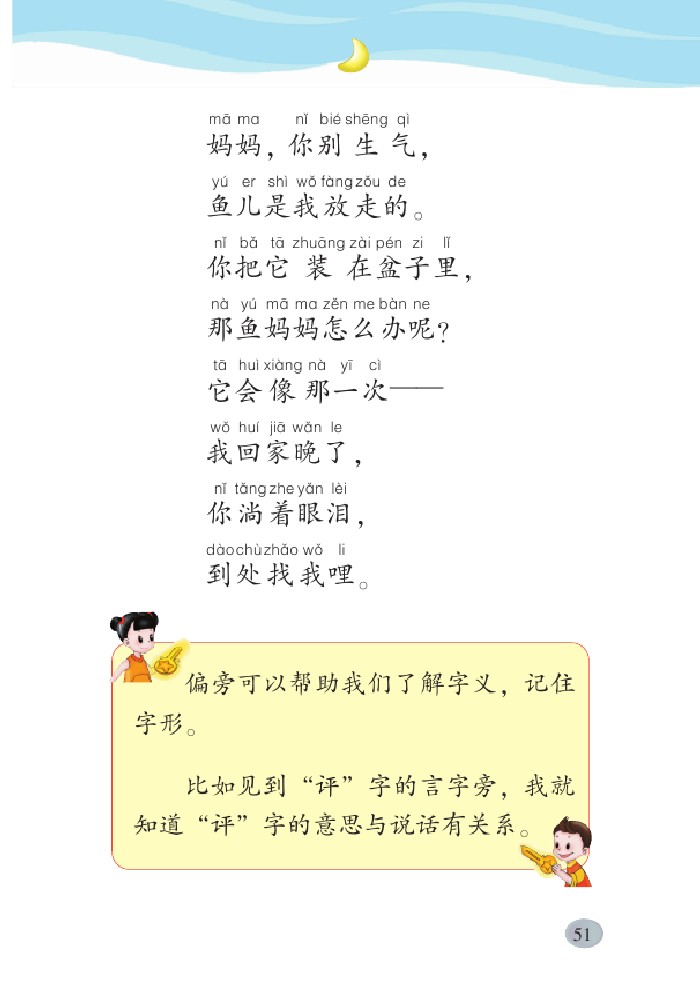 mā ma nǐ bié shēng qì
妈妈，你别生气，
yú er shì wǒ fàng zǒu de
鱼儿是我放走的。
nǐ bǎ tā zhuāng zài pén zi lǐ
你把它装在盆子里，
nà yú mā ma zěn me bàn ne
那鱼妈妈怎么办呢？
tā huì xiàng nà yī cì
它会像那一次——
wǒ huí jiā wǎn le
我回家晚了，
nǐ tǎng zhe yǎn lèi
你淌着眼泪，
dào chù zhǎo wǒ li
到处找我哩。
偏旁可以帮助我们了解字义，记住
字形。
比如见到“评”字的言字旁，我就
知道“评”字的意思与说话有关系。
51